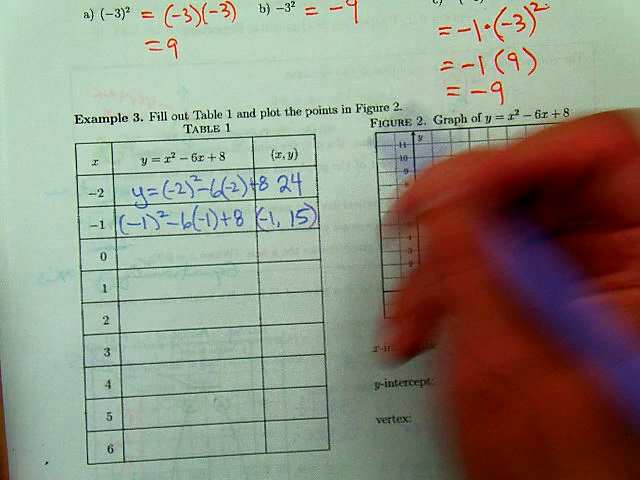 a) (−3)² = (-3)(-3)
= 9
b) −3² = -9
= -1·(-3)²
= -1(9)
= -9
Example 3. Fill out Table 1 and plot the points in Figure 2.
TABLE 1
x y = x² − 6x + 8 (x, y)
−2 y=(-2)²-6(-2)+8 24
−1 (-1)²-6(-1)+8 (-1, 15)
0
1
2
3
4
5
6
FIGURE 2. Graph of y = x² − 6x + 8
y
11
10
9
4
3
2
y-intercept:
vertex: